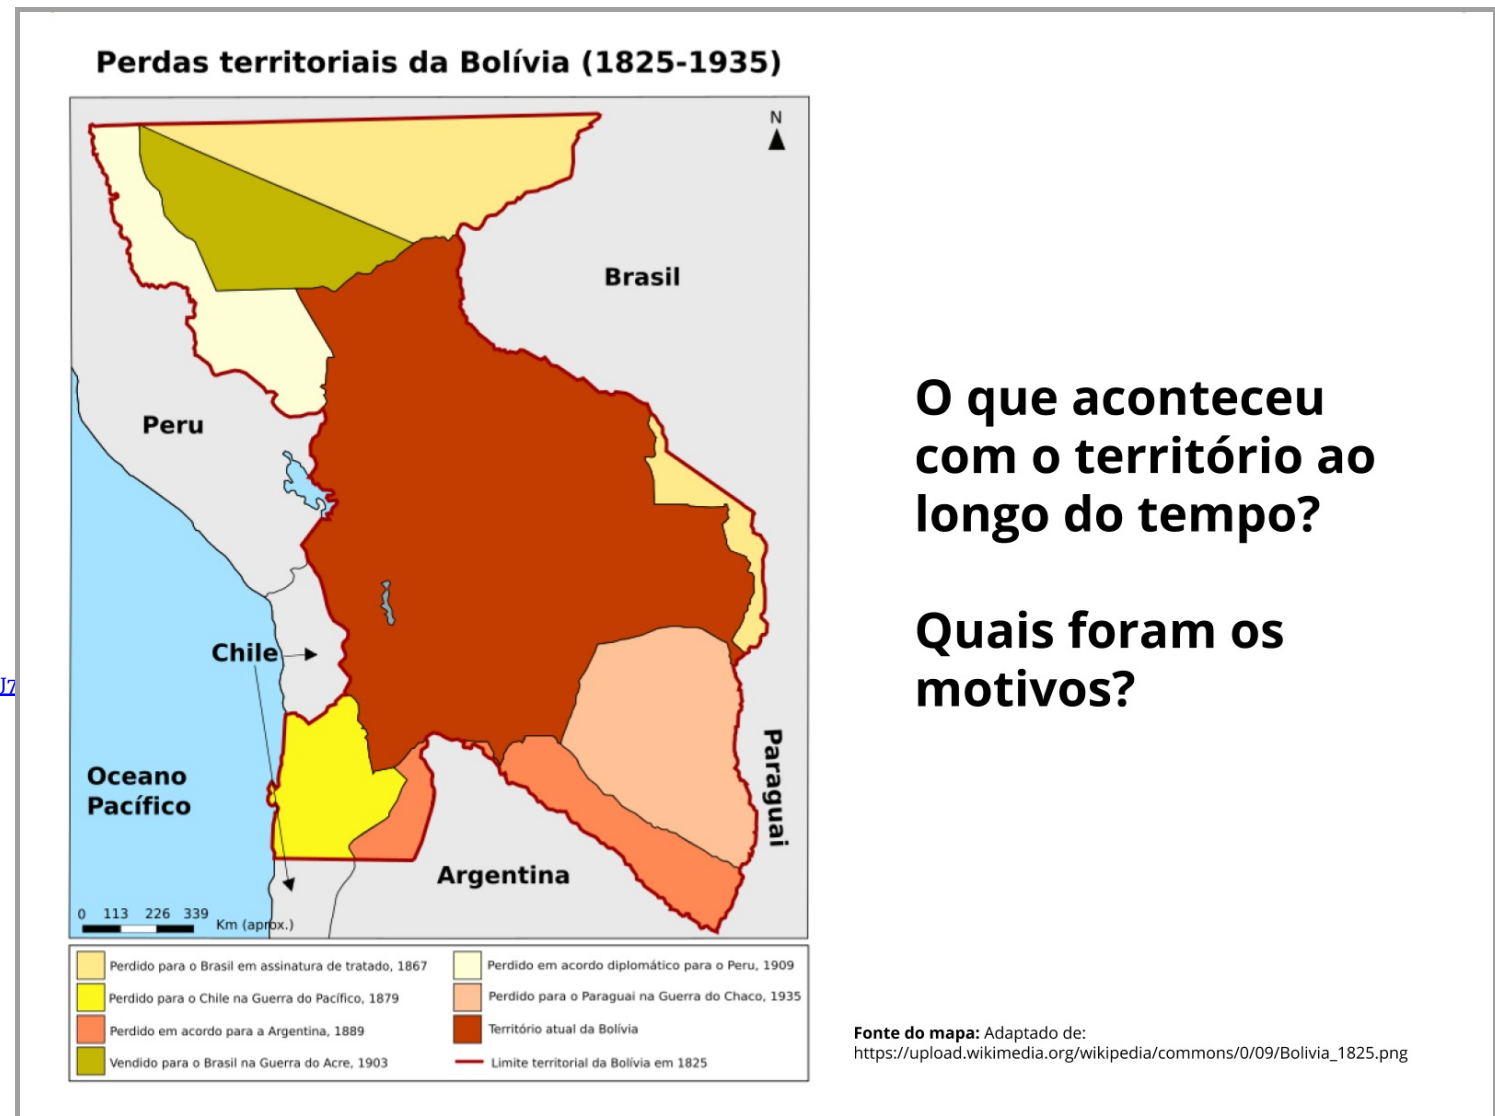 Perdas territoriais da Bolívia (1825-1935)
N
Brasil
Peru
Chile
Oceano
Pacífico
Paraguai
Argentina
0 113 226 339
Km (aprox.)
Perdido para o Brasil em assinatura de tratado, 1867
Perdido para o Chile na Guerra do Pacífico, 1879
Perdido em acordo para a Argentina, 1889
Vendido para o Brasil na Guerra do Acre, 1903
Perdido em acordo diplomático para o Peru, 1909
Perdido para o Paraguai na Guerra do Chaco, 1935
Território atual da Bolívia
Limite territorial da Bolívia em 1825
O que aconteceu
com o território ao
longo do tempo?
Quais foram os
motivos?
Fonte do mapa: Adaptado de:
https://upload.wikimedia.org/wikipedia/commons/0/09/Bolivia_1825.png